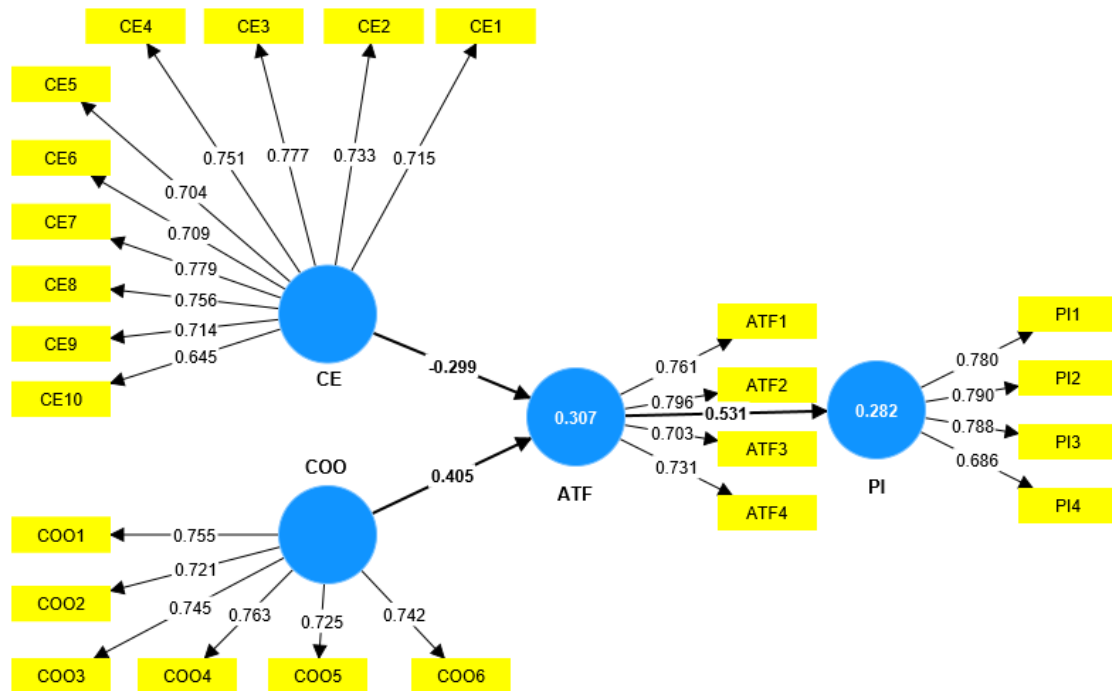 CE4
CE3
CE2
CE1
CE5
CE6
CE7
CE8
CE9
CE10
0.751
0.777
0.733
0.715
0.704
0.709
0.779
0.756
0.714
0.645
CE
-0.299
COO
0.405
COO1
COO2
COO3
COO4
COO5
COO6
0.755
0.721
0.745
0.763
0.725
0.742
0.307
ATF
ATF1
ATF2
ATF3
ATF4
0.761
0.796
0.531
0.703
0.731
0.282
PI
PI1
PI2
PI3
PI4
0.780
0.790
0.788
0.686